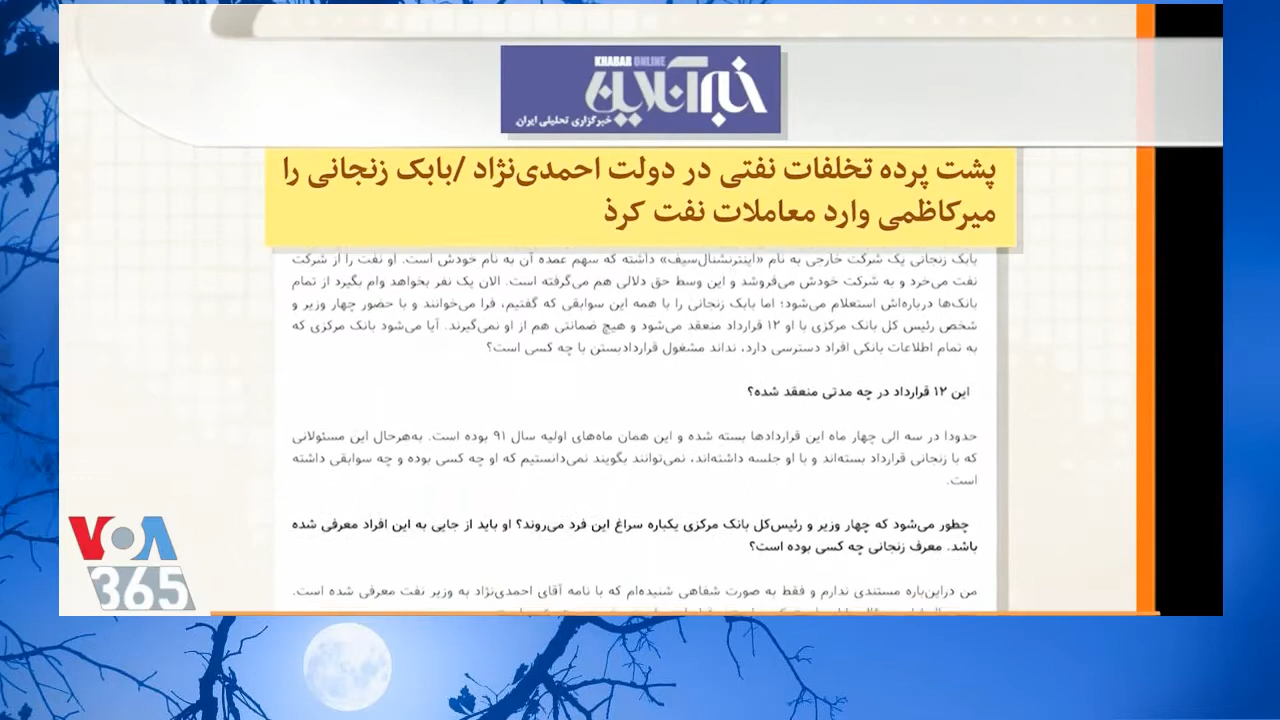 KHABAR ONLINE
خبرآنلاین
خبرگزاری تحلیلی ایران
پشت پرده تخلفات نفتی در دولت احمدی‌نژاد /بابک زنجانی را
میرکاظمی وارد معاملات نفت کرذ
بابک زنجانی یک شرکت خارجی به نام «اینترنشنال‌سیف» داشته که سهم عمده آن به نام خودش است. او نفت را از شرکت
نفت می‌خرد و به شرکت خودش می‌فروشد و این وسط حق دلالی هم می‌گرفته است. الان یک نفر بخواهد وام بگیرد از تمام
بانک‌ها درباره‌اش استعلام می‌شود؛ اما بابک زنجانی را با همه این سوابقی که گفتیم، فرا می‌خوانند و با حضور چهار وزیر و
شخص رئیس کل بانک مرکزی با او ۱۲ قرارداد منعقد می‌شود و هیچ ضمانتی هم از او نمی‌گیرند. آیا می‌شود بانک مرکزی که
به تمام اطلاعات بانکی افراد دسترسی دارد، نداند مشغول قراردادبستن با چه کسی است؟
این ۱۲ قرارداد در چه مدتی منعقد شده؟
حدودا در سه الی چهار ماه این قراردادها بسته شده و این همان ماه‌های اولیه سال ۹۱ بوده است. به‌هرحال این مسئولانی
که با زنجانی قرارداد بسته‌اند و با او جلسه داشته‌اند، نمی‌توانند بگویند نمی‌دانستیم که او چه کسی بوده و چه سوابقی داشته
است.
چطور می‌شود که چهار وزیر و رئیس‌کل بانک مرکزی یکباره سراغ این فرد می‌روند؟ او باید از جایی به این افراد معرفی شده
باشد. معرف زنجانی چه کسی بوده است؟
من دراین‌باره مستندی ندارم و فقط به صورت شفاهی شنیده‌ام که با نامه آقای احمدی‌نژاد به وزیر نفت معرفی شده است.
VOA
365